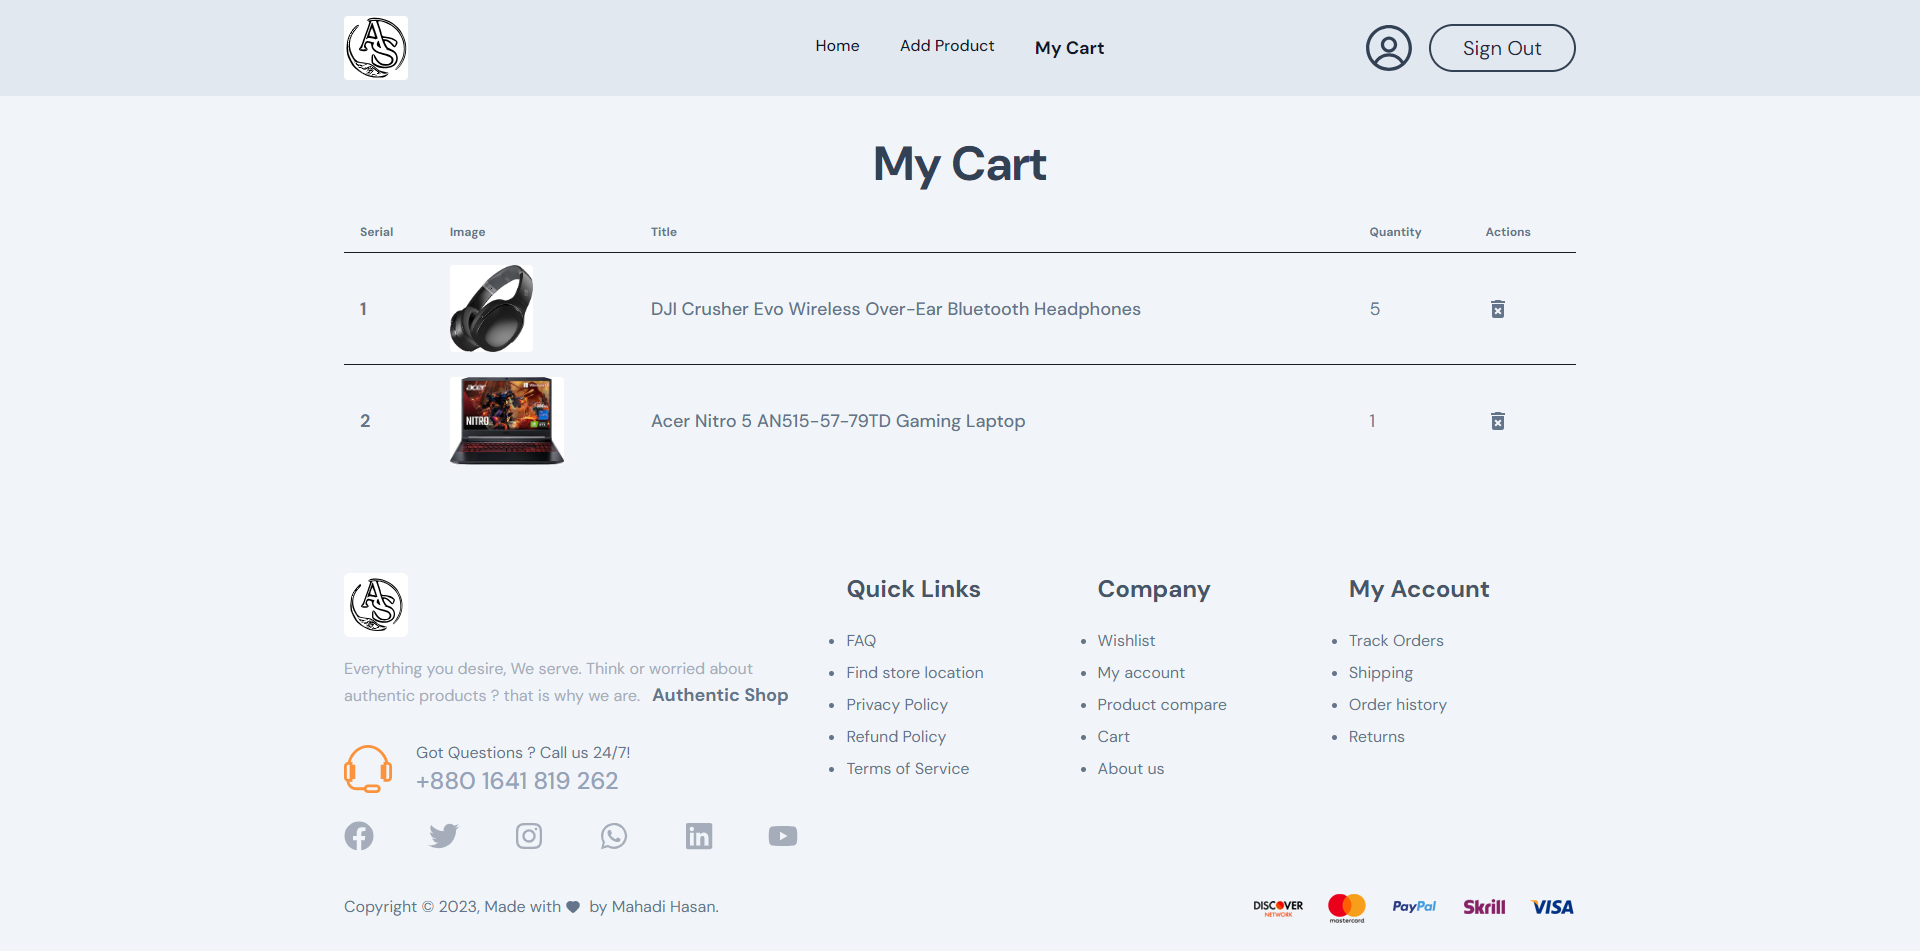 AS
Home
Add Product
My Cart
Sign Out
My Cart
Serial Image Title Quantity Actions
1 DJI Crusher Evo Wireless Over-Ear Bluetooth Headphones 5
acer
NITRO
2 Acer Nitro 5 AN515-57-79TD Gaming Laptop 1
AS
Everything you desire, We serve. Think or worried about
authentic products ? that is why we are. Authentic Shop
Got Questions ? Call us 24/7!
+880 1641 819 262
Quick Links
FAQ
Find store location
Privacy Policy
Refund Policy
Terms of Service
Company
Wishlist
My account
Product compare
Cart
About us
My Account
Track Orders
Shipping
Order history
Returns
Copyright © 2023, Made with ♥ by Mahadi Hasan.
DISCOVER
NETWORK
mastercard
PayPal
Skrill
VISA